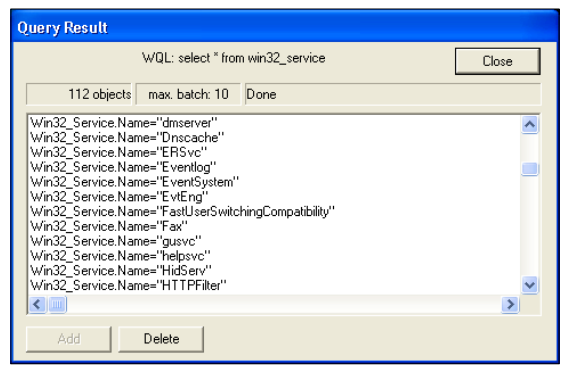 Query Result
WQL: select * from win32_service
Close
112 objects
max. batch: 10
Done
Win32_Service.Name="dmserver"
Win32_Service.Name="Dnscache"
Win32_Service.Name="ERSvc"
Win32_Service.Name="Eventlog"
Win32_Service.Name="EventSystem"
Win32_Service.Name="EvtEng"
Win32_Service.Name="FastUserSwitchingCompatibility"
Win32_Service.Name="Fax"
Win32_Service.Name="gusvc"
Win32_Service.Name="helpsvc"
Win32_Service.Name="HidServ"
Win32_Service.Name="HTTPFilter"
Add
Delete